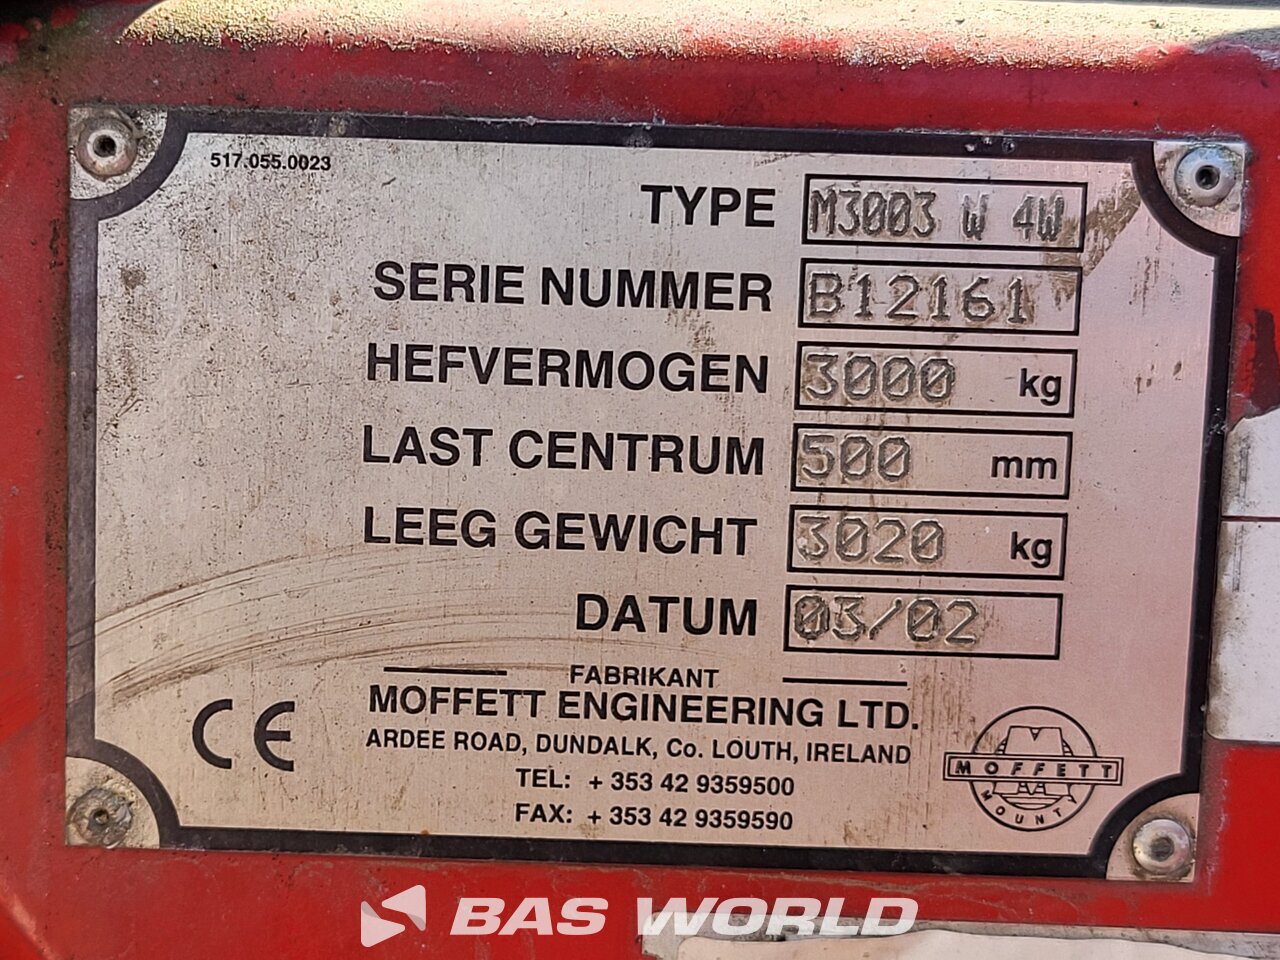 517.055.0023
TYPE M3003 W 4W
SERIE NUMMER B12161
HEFVERMOGEN 3000 kg
LAST CENTRUM 500 mm
LEEG GEWICHT 3020 kg
DATUM 03/02
FABRIKANT
MOFFETT ENGINEERING LTD.
ARDEE ROAD, DUNDALK, Co. LOUTH, IRELAND
TEL: + 353 42 9359500
FAX: + 353 42 9359590
CE
MOFFETT
MOUNTY
BAS WORLD